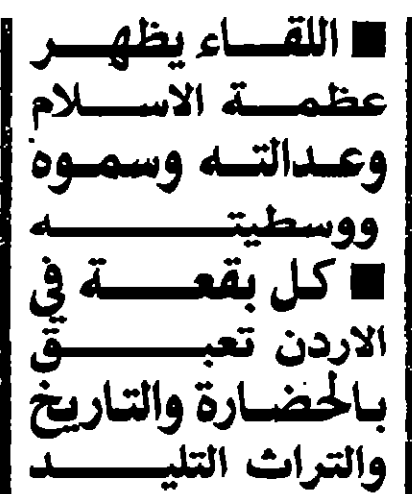 ■ اللقاء يظهر
عظمة الاسلام
وعدالته وسموه
ووسطيته
■ كل بقعة في
الاردن تعبق
بالحضارة والتاريخ
والتراث التليد